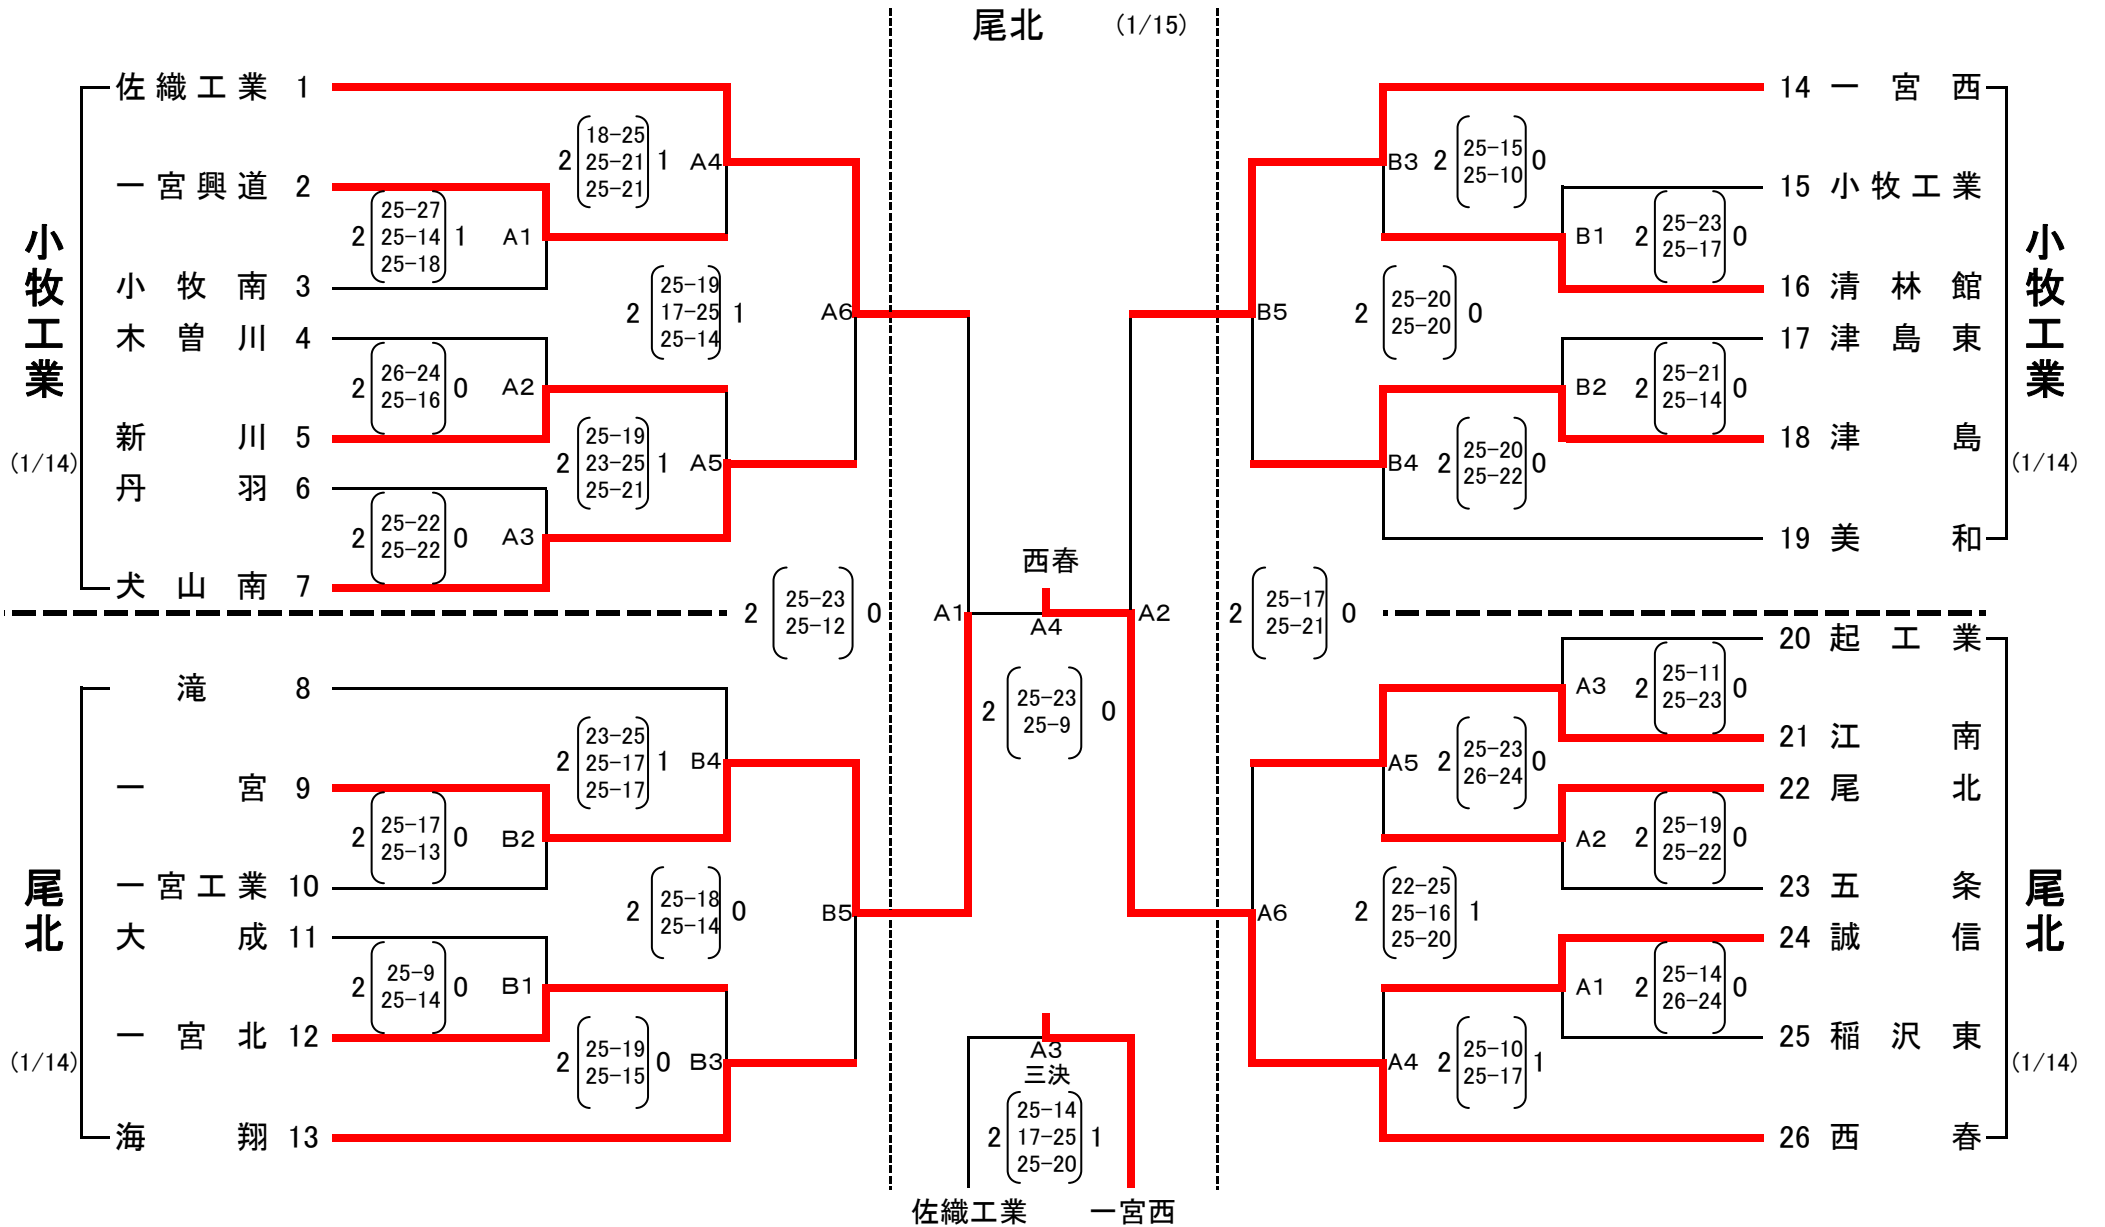 尾北 (1/15)
小牧工業
(1/14)
佐織工業 1
一宮興道 2
小牧南 3
木曽川 4
新川 5
丹羽 6
犬山南 7
2 18-25 25-21 25-21 1 A4
2 25-27 25-14 25-18 1 A1
2 25-19 17-25 25-14 1 A6
2 26-24 25-16 0 A2
2 25-19 23-25 25-21 1 A5
2 25-22 25-22 0 A3
2 25-23 25-12 0 A1
尾北
(1/14)
滝 8
一宮 9
一宮工業 10
大成 11
一宮北 12
海翔 13
2 23-25 25-17 25-17 1 B4
2 25-17 25-13 0 B2
2 25-18 25-14 0 B5
2 25-9 25-14 0 B1
2 25-19 25-15 0 B3
西春
A4
2 25-23 25-9 0
A3
三決
2 25-14 17-25 25-20 1
佐織工業 一宮西
小牧工業
(1/14)
14 一宮西
15 小牧工業
16 清林館
17 津島東
18 津島
19 美和
B3 2 25-15 25-10 0
B1 2 25-23 25-17 0
B5 2 25-20 25-20 0
B2 2 25-21 25-14 0
B4 2 25-20 25-22 0
A2 2 25-17 25-21 0
尾北
(1/14)
20 起工業
21 江南
22 尾北
23 五条
24 誠信
25 稲沢東
26 西春
A3 2 25-11 25-23 0
A5 2 25-23 26-24 0
A2 2 25-19 25-22 0
A6 2 22-25 25-16 25-20 1
A1 2 25-14 26-24 0
A4 2 25-10 25-17 1